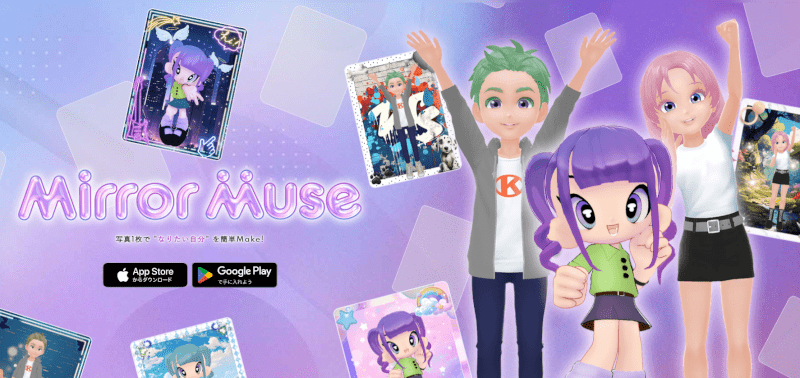 Mirror Muse
写真1枚で "なりたい自分" を簡単Make!
App Store
からダウンロード
Google Play
で手に入れよう
K